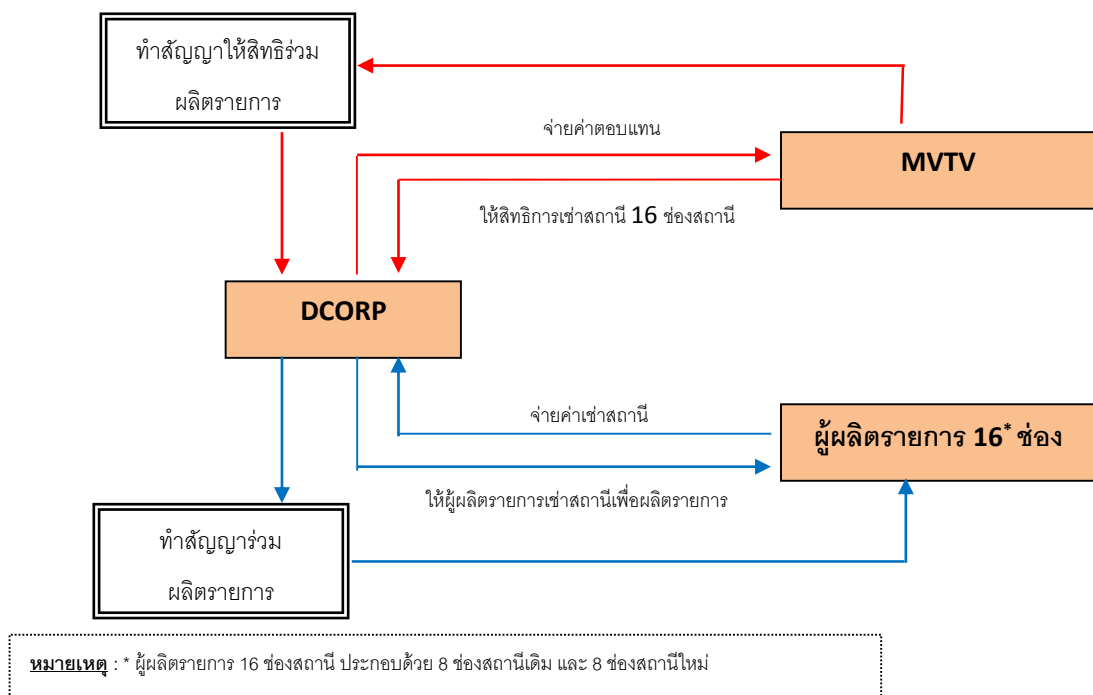 ทำสัญญาให้สิทธิร่วม
ผลิตรายการ
จ่ายค่าตอบแทน
MVTV
ให้สิทธิการเช่าสถานี 16 ช่องสถานี
DCORP
จ่ายค่าเช่าสถานี
ผู้ผลิตรายการ 16* ช่อง
ให้ผู้ผลิตรายการเช่าสถานีเพื่อผลิตรายการ
ทำสัญญาร่วม
ผลิตรายการ
หมายเหตุ : * ผู้ผลิตรายการ 16 ช่องสถานี ประกอบด้วย 8 ช่องสถานีเดิม และ 8 ช่องสถานีใหม่